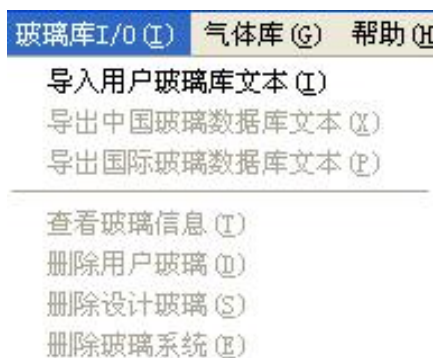 玻璃库I/O(I) 气体库(G) 帮助(H
导入用户玻璃库文本(I)
导出中国玻璃数据库文本(X)
导出国际玻璃数据库文本(P)
查看玻璃信息(T)
删除用户玻璃(D)
删除设计玻璃(S)
删除玻璃系统(E)